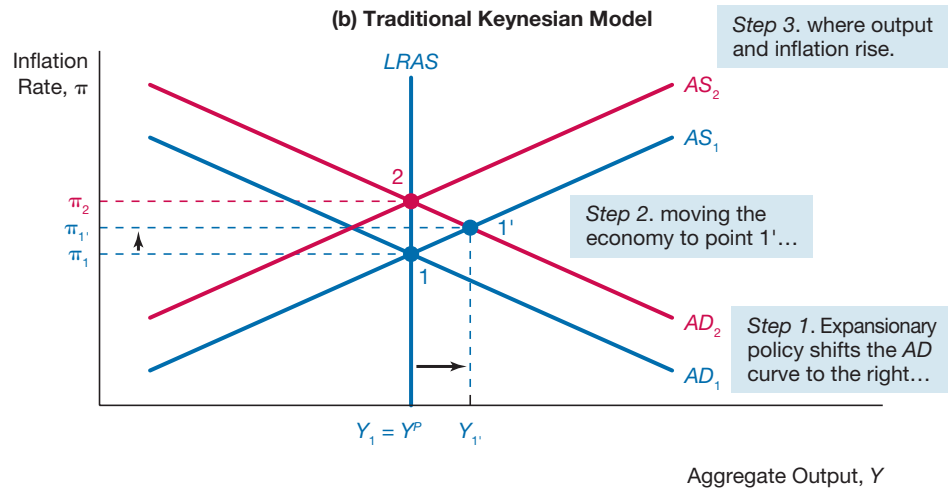 (b) Traditional Keynesian Model
Step 3. where output
and inflation rise.
Inflation
Rate, π
LRAS
AS₂
AS₁
2
π₂
π₁'
π₁
1'
1
Step 2. moving the
economy to point 1'…
AD₂
AD₁
Step 1. Expansionary
policy shifts the AD
curve to the right…
Y₁ = Yᴾ
Y₁'
Aggregate Output, Y